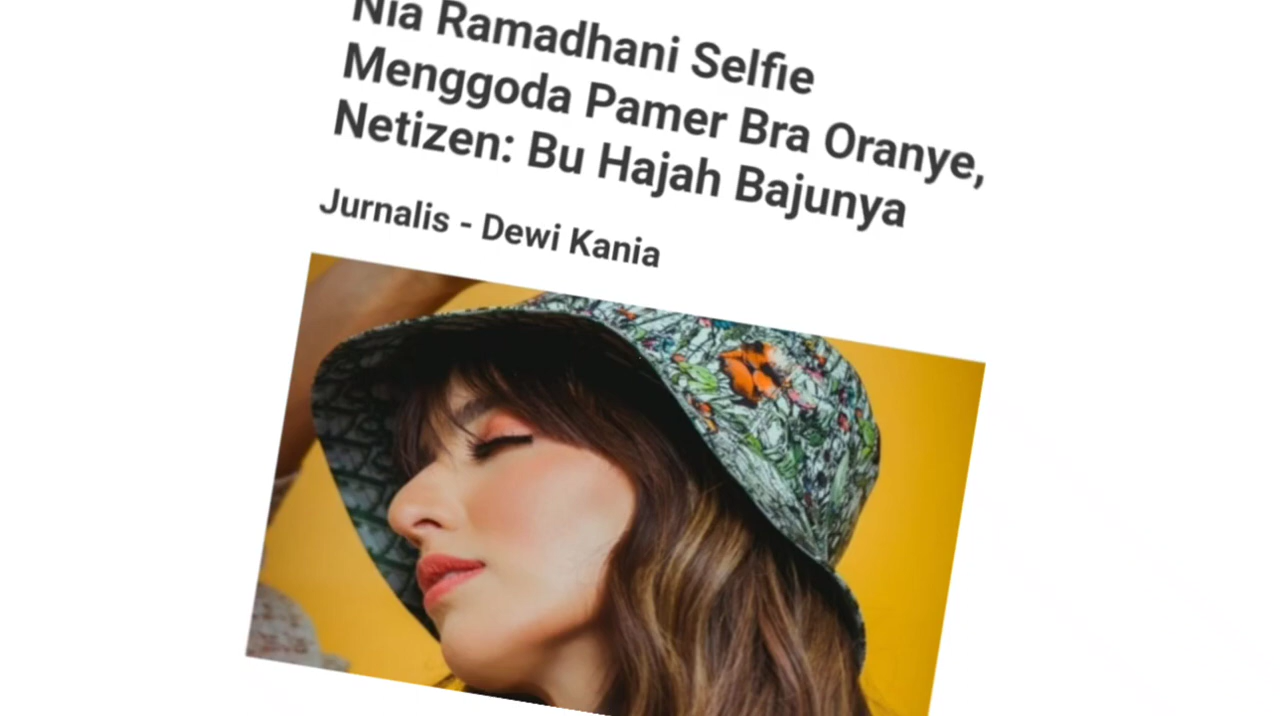 Nia Ramadhani Selfie
Menggoda Pamer Bra Oranye,
Netizen: Bu Hajah Bajunya
Jurnalis - Dewi Kania